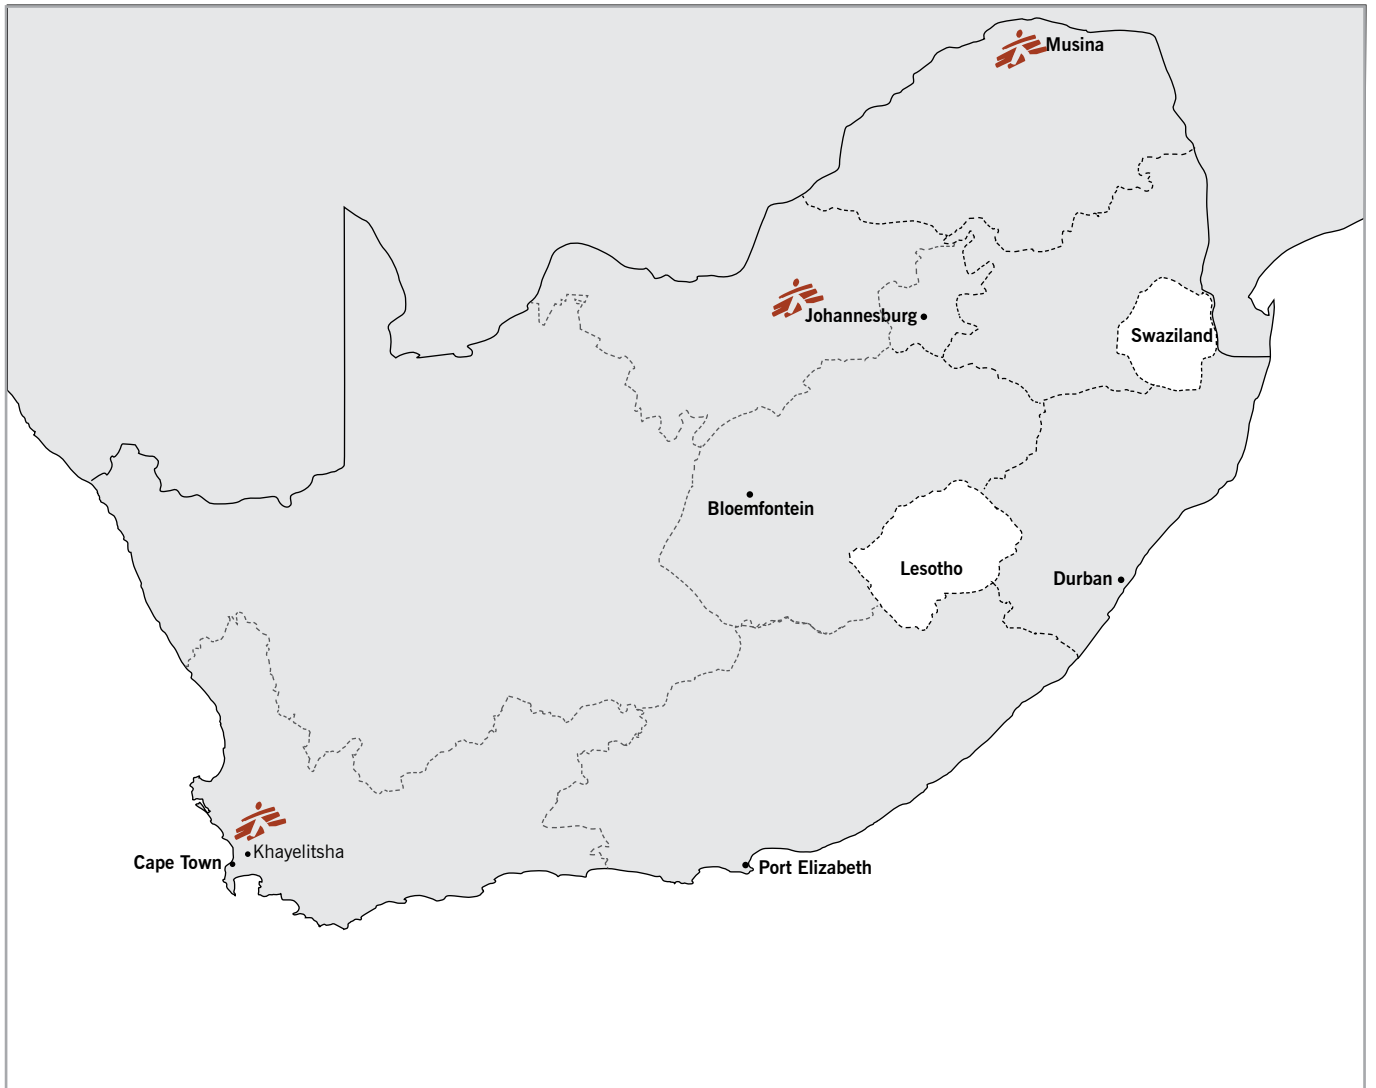 Musina
Johannesburg
Swaziland
Bloemfontein
Lesotho
Durban
Khayelitsha
Cape Town
Port Elizabeth